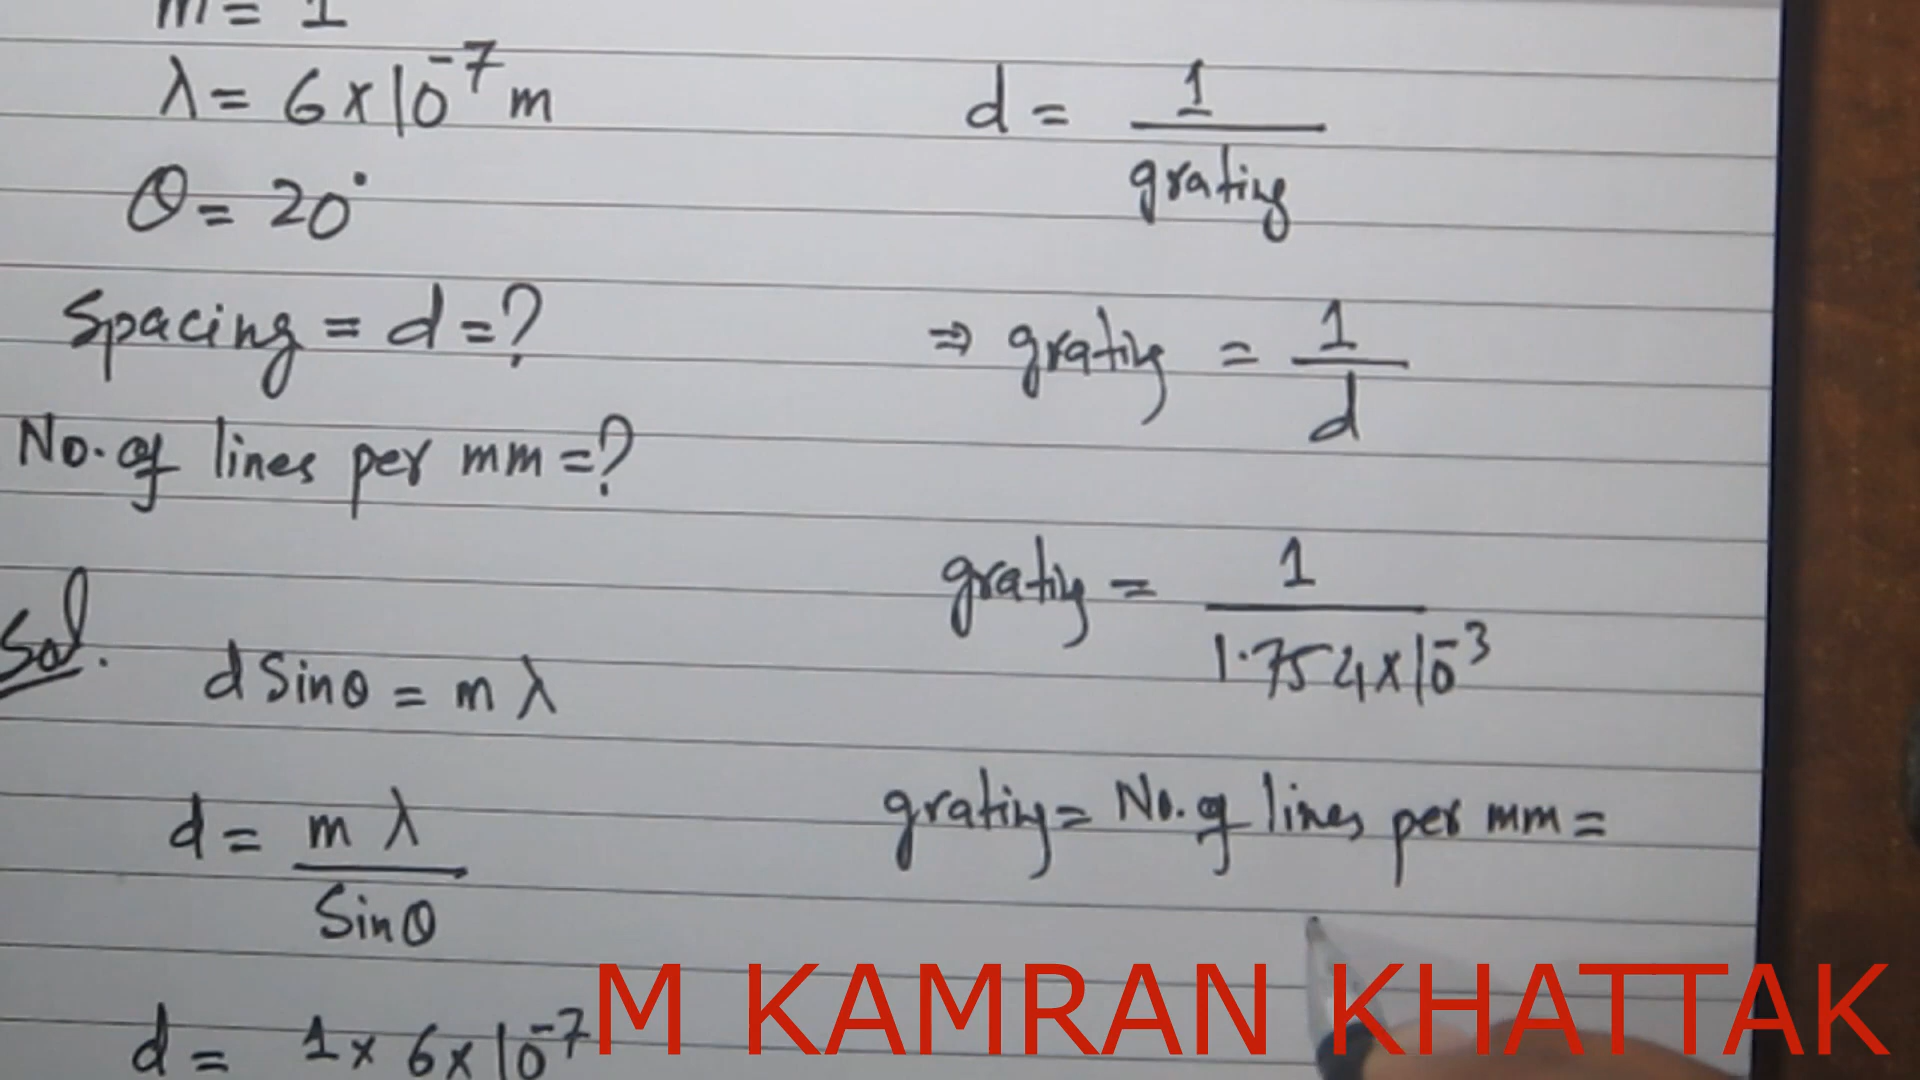 m = 1
λ = 6 x 10⁻⁷ m
θ = 20°
Spacing = d = ?
No. of lines per mm = ?
Sol.
d Sinθ = m λ
d = m λ / Sinθ
d = 1 x 6 x 10⁻⁷
d = 1 / grating
⇒ grating = 1 / d
grating = 1 / 1.754 x 10⁻³
grating = No. of lines per mm =
M KAMRAN KHATTAK